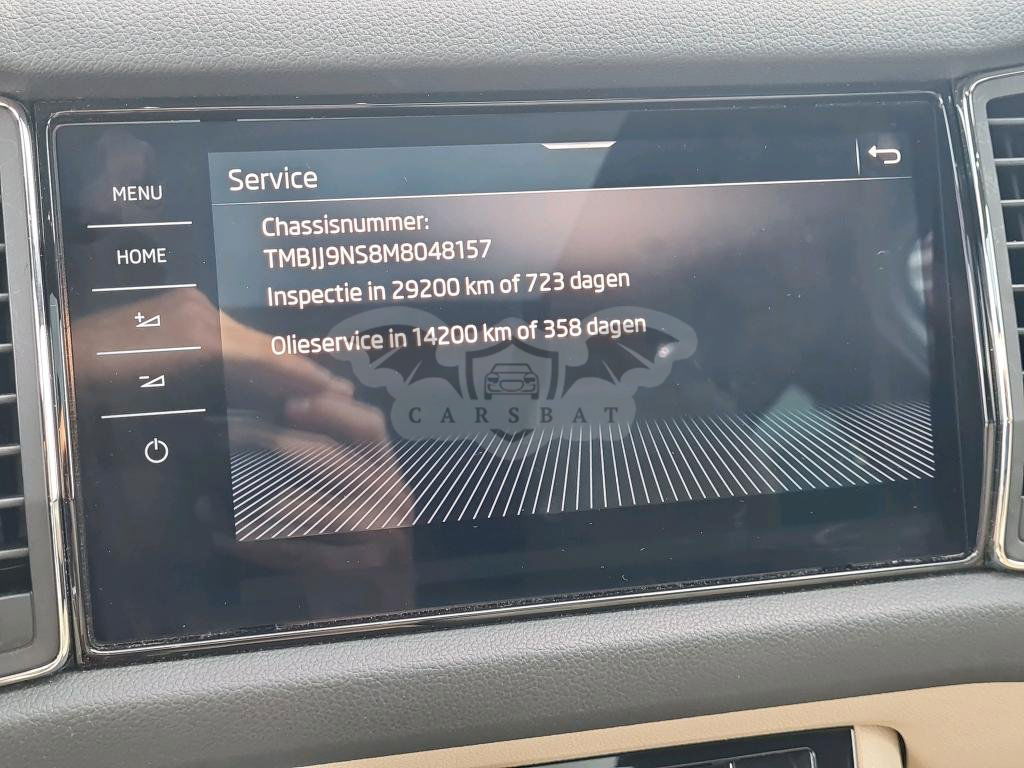 Service
MENU
HOME
Chassisnummer:
TMBJJ9NS8M8048157
Inspectie in 29200 km of 723 dagen
Olieservice in 14200 km of 358 dagen
CARSBAT